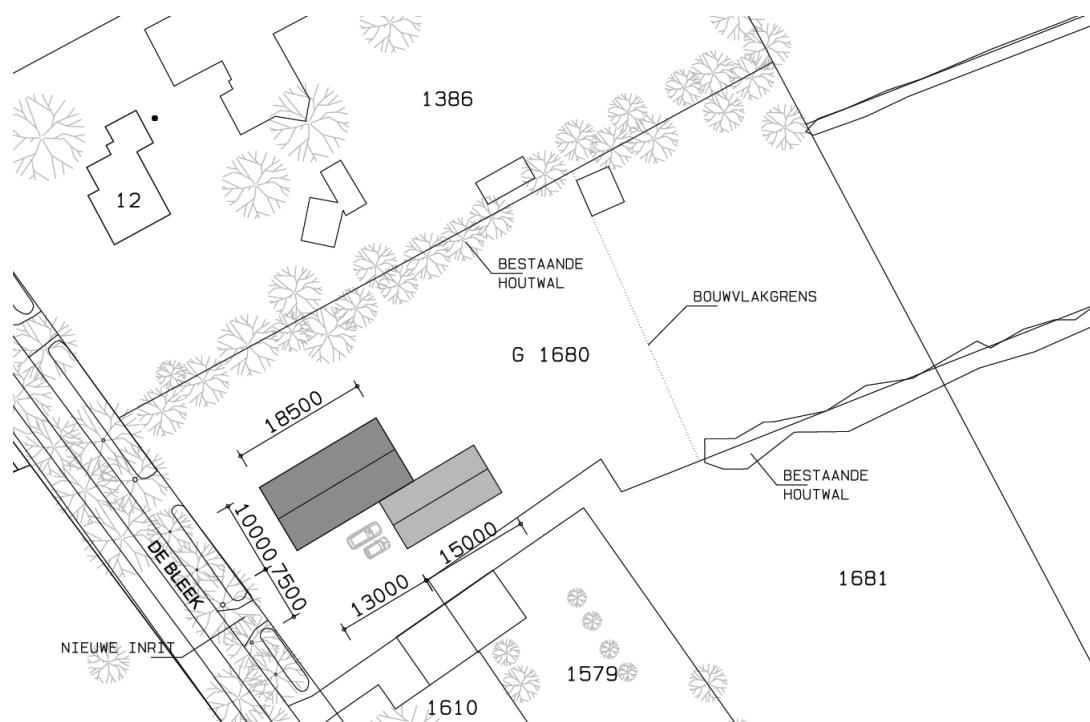 1386
12
BESTAANDE
HOUTWAL
BOUWVLAKGRENS
G 1680
18500
10000
7500
DE BLEEK
13000
15000
BESTAANDE
HOUTWAL
1681
NIEUWE INRIT
1579
1610